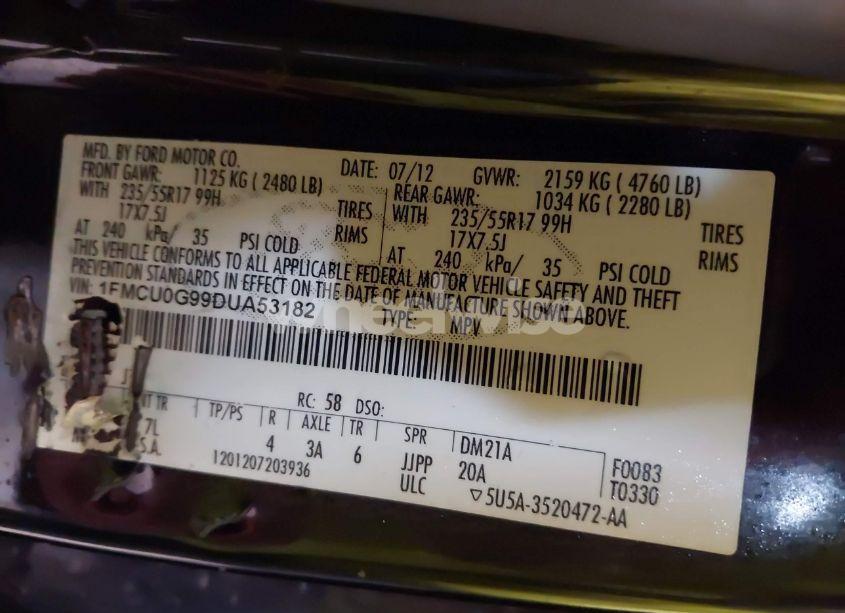 MFD. BY FORD MOTOR CO. DATE: 07/12 GVWR: 2159 KG ( 4760 LB)
FRONT GAWR: 1125 KG ( 2480 LB) REAR GAWR: 1034 KG ( 2280 LB)
WITH 235/55R17 99H TIRES WITH 235/55R17 99H TIRES
17X7.5J RIMS 17X7.5J RIMS
AT 240 kPa/ 35 PSI COLD AT 240 kPa/ 35 PSI COLD
THIS VEHICLE CONFORMS TO ALL APPLICABLE FEDERAL MOTOR VEHICLE SAFETY AND THEFT
PREVENTION STANDARDS IN EFFECT ON THE DATE OF MANUFACTURE SHOWN ABOVE.
VIN: 1FMCU0G99DUA53182 TYPE: MPV
RC: 58 DSO:
NT TR TP/PS R AXLE TR SPR DM21A F0083
7L 4 3A 6 JJPP 20A T0330
S.A. 1201207203936 ULC ▽5U5A-3520472-AA